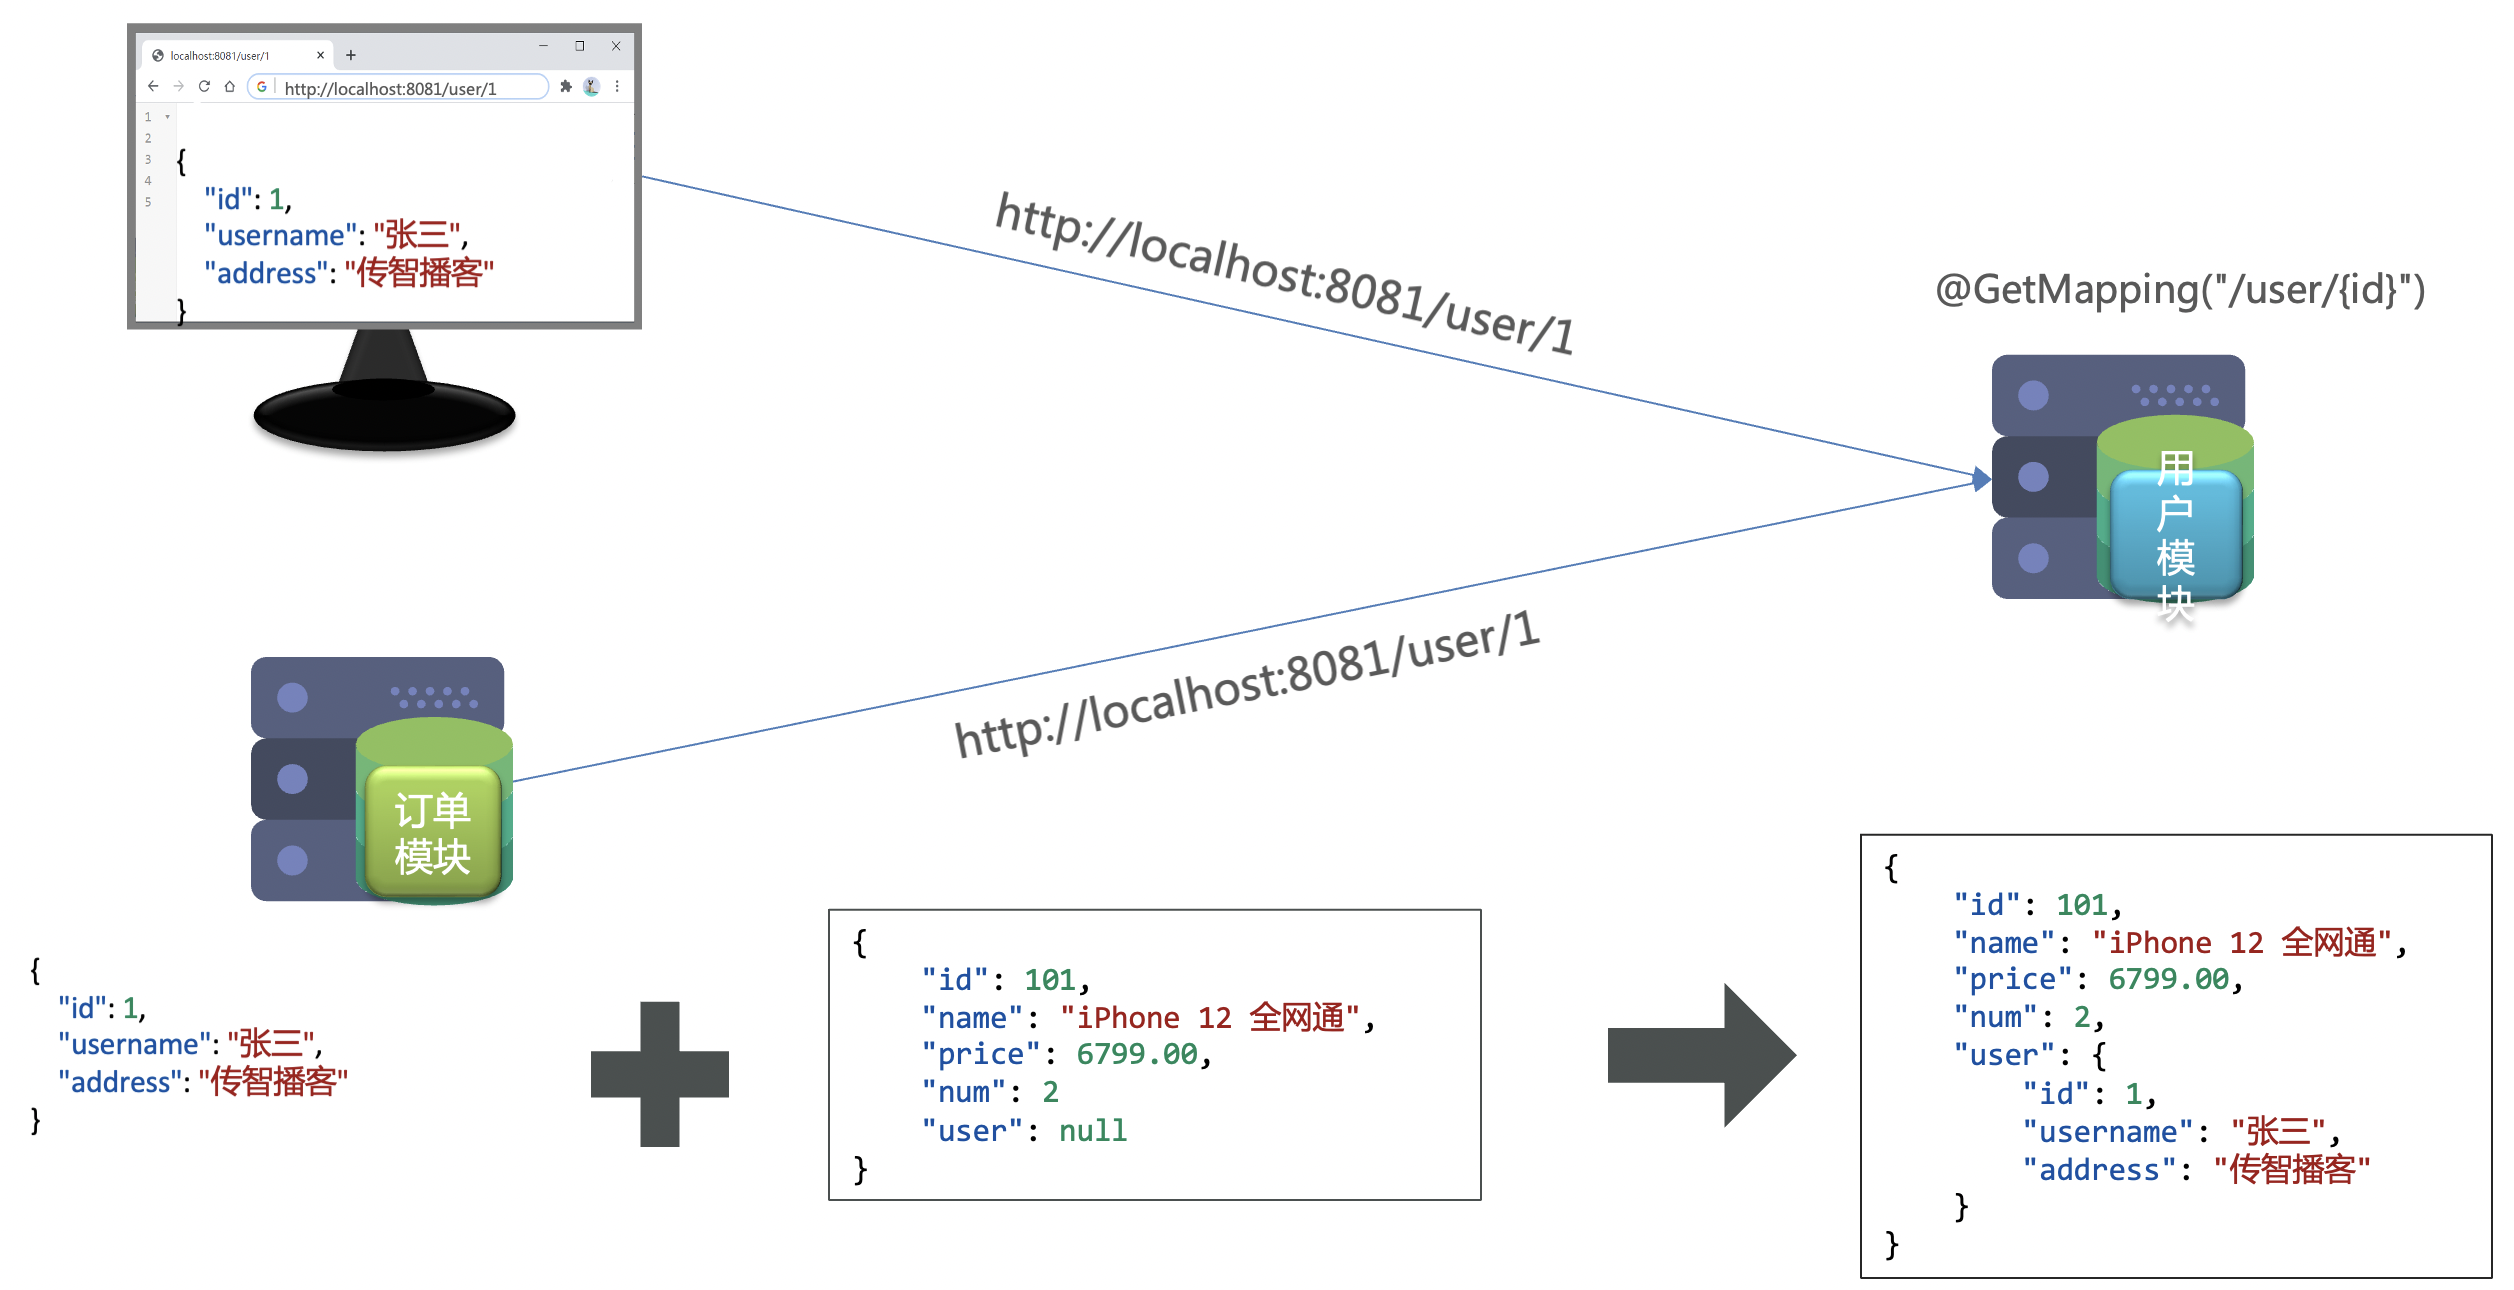 localhost:8081/user/1
http://localhost:8081/user/1
1
2
3
4
5
{
"id": 1,
"username": "张三",
"address": "传智播客"
}
http://localhost:8081/user/1
@GetMapping("/user/{id}")
用
户
模
块
http://localhost:8081/user/1
订单
模块
{
"id": 1,
"username": "张三",
"address": "传智播客"
}
{
"id": 101,
"name": "iPhone 12 全网通",
"price": 6799.00,
"num": 2
"user": null
}
{
"id": 101,
"name": "iPhone 12 全网通",
"price": 6799.00,
"num": 2,
"user": {
"id": 1,
"username": "张三",
"address": "传智播客"
}
}